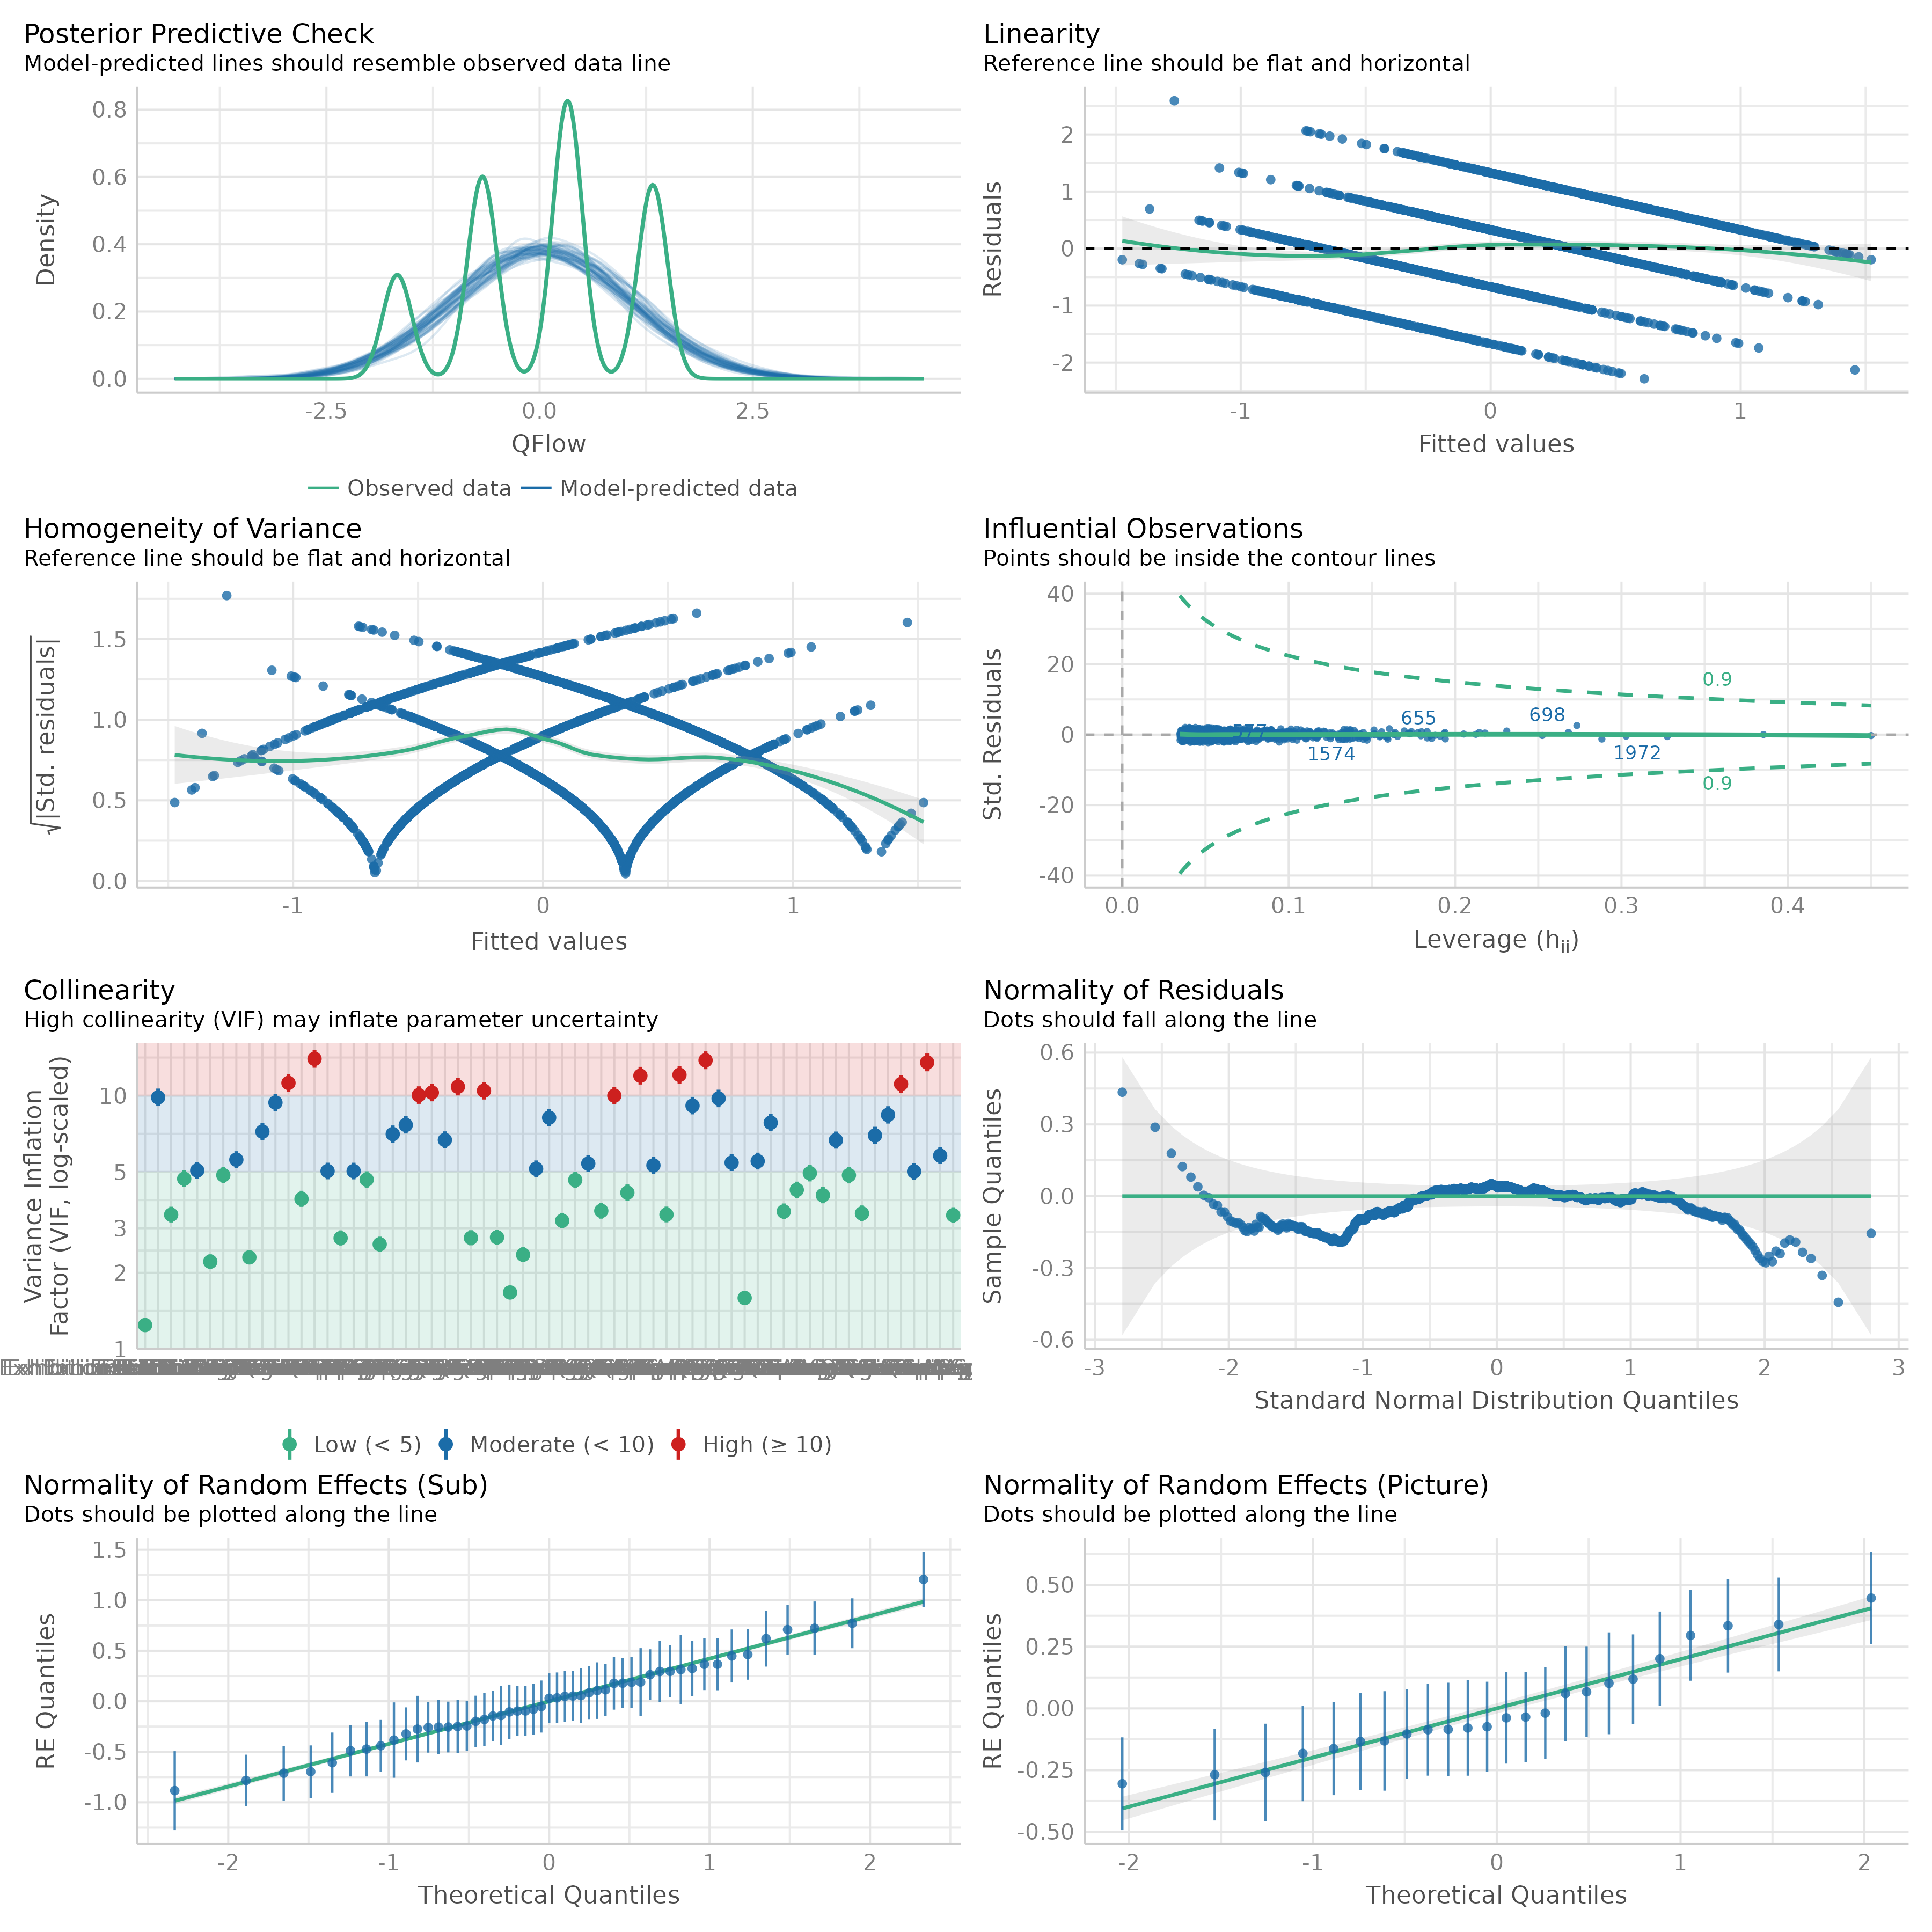 Posterior Predictive Check
Model-predicted lines should resemble observed data line
0.8
0.6
0.4
0.2
0.0
Density
-2.5
0.0
2.5
QFlow
Observed data
Model-predicted data
Linearity
Reference line should be flat and horizontal
2
1
0
-1
-2
Residuals
-1
0
1
Fitted values
Homogeneity of Variance
Reference line should be flat and horizontal
1.5
1.0
0.5
0.0
√|Std. residuals|
-1
0
1
Fitted values
Influential Observations
Points should be inside the contour lines
40
20
0
-20
-40
Std. Residuals
0.9
577
655
698
1574
1972
0.9
0.0
0.1
0.2
0.3
0.4
Leverage (hii)
Collinearity
High collinearity (VIF) may inflate parameter uncertainty
10
5
3
2
1
Variance Inflation
Factor (VIF, log-scaled)
Low (< 5)
Moderate (< 10)
High (≥ 10)
Normality of Residuals
Dots should fall along the line
0.6
0.3
0.0
-0.3
-0.6
Sample Quantiles
-3
-2
-1
0
1
2
3
Standard Normal Distribution Quantiles
Normality of Random Effects (Sub)
Dots should be plotted along the line
1.5
1.0
0.5
0.0
-0.5
-1.0
RE Quantiles
-2
-1
0
1
2
Theoretical Quantiles
Normality of Random Effects (Picture)
Dots should be plotted along the line
0.50
0.25
0.00
-0.25
-0.50
RE Quantiles
-2
-1
0
1
2
Theoretical Quantiles